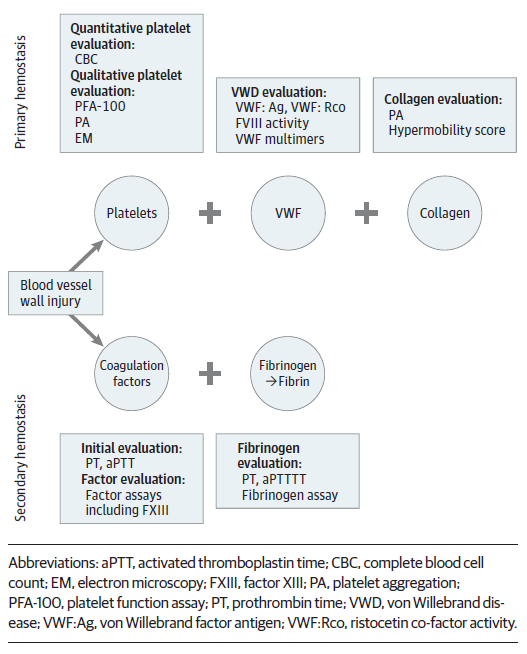 Primary hemostasis
Quantitative platelet
evaluation:
CBC
Qualitative platelet
evaluation:
PFA-100
PA
EM
VWD evaluation:
VWF: Ag, VWF: Rco
FVIII activity
VWF multimers
Collagen evaluation:
PA
Hypermobility score
Platelets
+
VWF
+
Collagen
Blood vessel
wall injury
Coagulation
factors
+
Fibrinogen
→Fibrin
Secondary hemostasis
Initial evaluation:
PT, aPTT
Factor evaluation:
Factor assays
including FXIII
Fibrinogen
evaluation:
PT, aPTTTT
Fibrinogen assay
Abbreviations: aPTT, activated thromboplastin time; CBC, complete blood cell
count; EM, electron microscopy; FXIII, factor XIII; PA, platelet aggregation;
PFA-100, platelet function assay; PT, prothrombin time; VWD, von Willebrand dis-
ease; VWF:Ag, von Willebrand factor antigen; VWF:Rco, ristocetin co-factor activity.